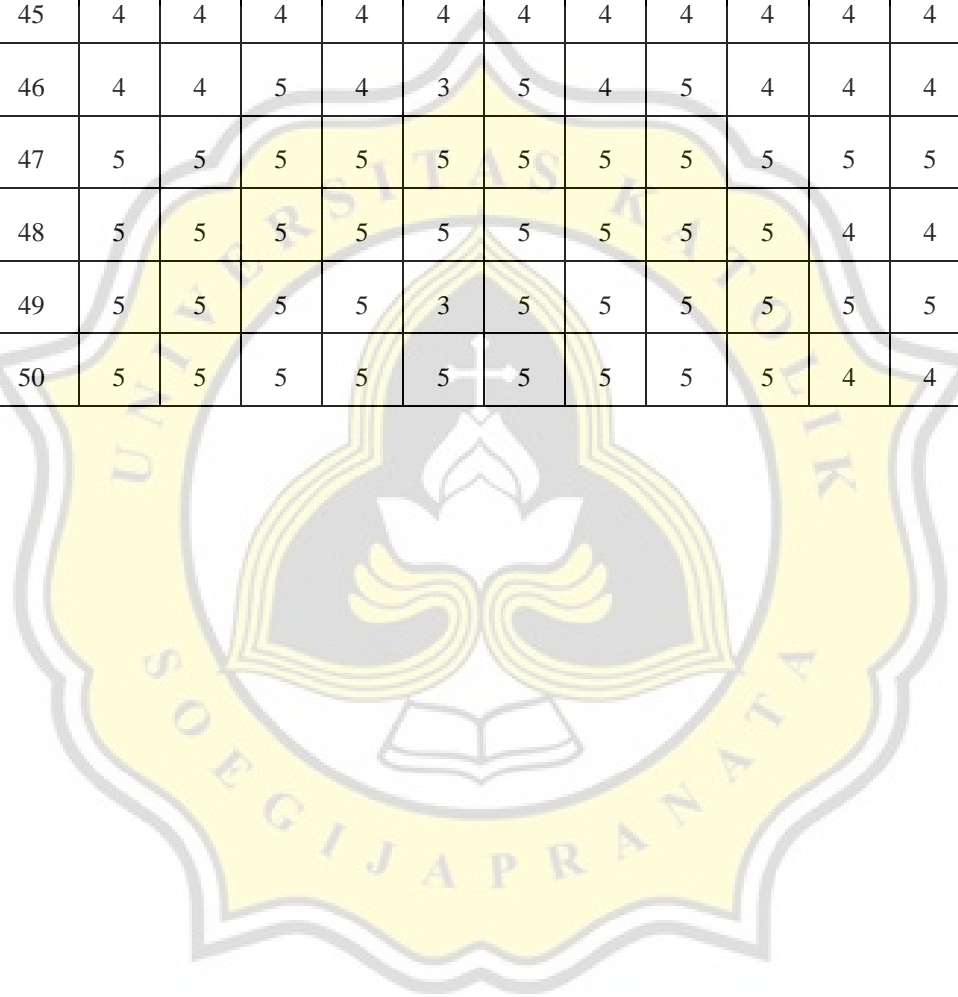 45 4 4 4 4 4 4 4 4 4 4 4
46 4 4 5 4 3 5 4 5 4 4 4
47 5 5 5 5 5 5 5 5 5 5 5
48 5 5 5 5 5 5 5 5 5 4 4
49 5 5 5 5 3 5 5 5 5 5 5
50 5 5 5 5 5 5 5 5 5 4 4
UNIVERSITAS KATOLIK
SOEGIJAPRANATA